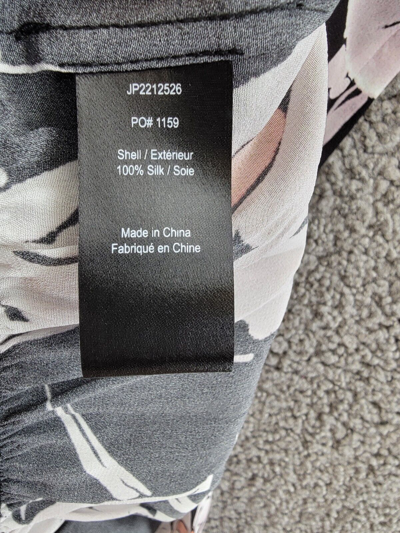 JP2212526
PO# 1159
Shell / Extérieur
100% Silk / Soie
Made in China
Fabriqué en Chine